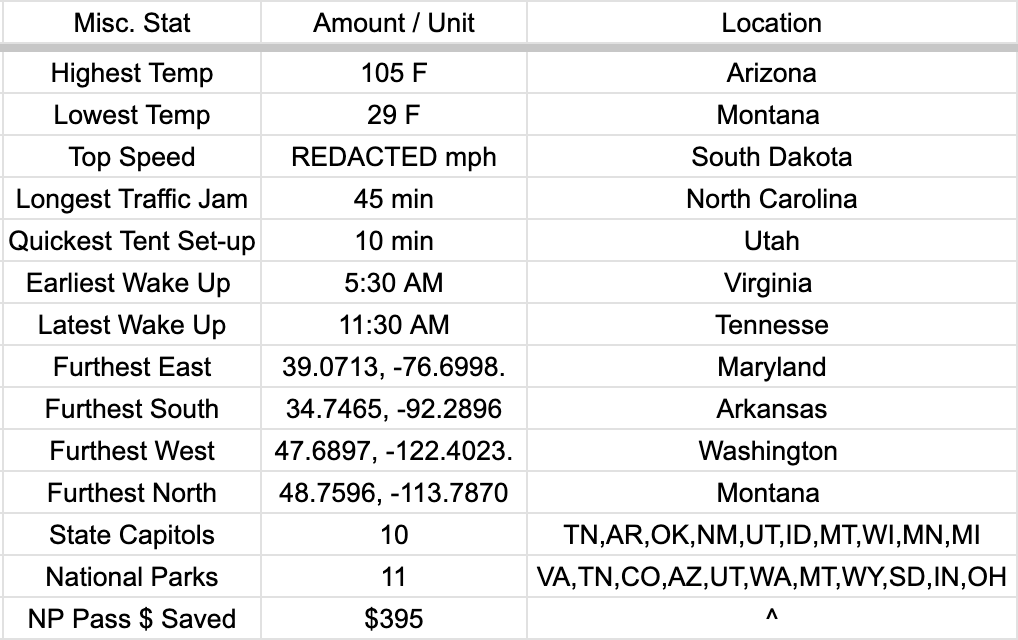 Misc. Stat Amount / Unit Location
Highest Temp 105 F Arizona
Lowest Temp 29 F Montana
Top Speed REDACTED mph South Dakota
Longest Traffic Jam 45 min North Carolina
Quickest Tent Set-up 10 min Utah
Earliest Wake Up 5:30 AM Virginia
Latest Wake Up 11:30 AM Tennesse
Furthest East 39.0713, -76.6998. Maryland
Furthest South 34.7465, -92.2896 Arkansas
Furthest West 47.6897, -122.4023. Washington
Furthest North 48.7596, -113.7870 Montana
State Capitols 10 TN,AR,OK,NM,UT,ID,MT,WI,MN,MI
National Parks 11 VA,TN,CO,AZ,UT,WA,MT,WY,SD,IN,OH
NP Pass $ Saved $395 ^